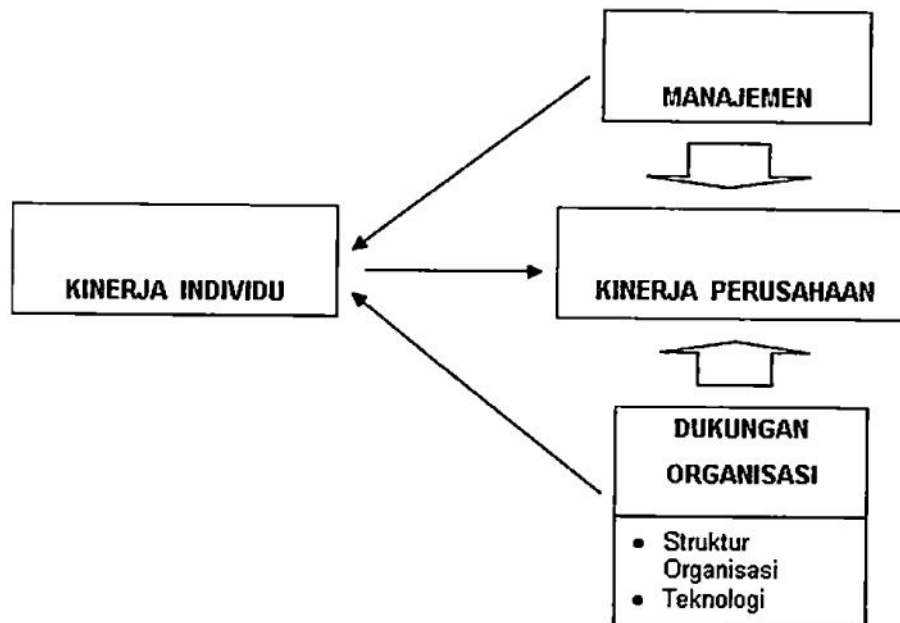 MANAJEMEN
KINERJA INDIVIDU
KINERJA PERUSAHAAN
DUKUNGAN
ORGANISASI
• Struktur
Organisasi
• Teknologi